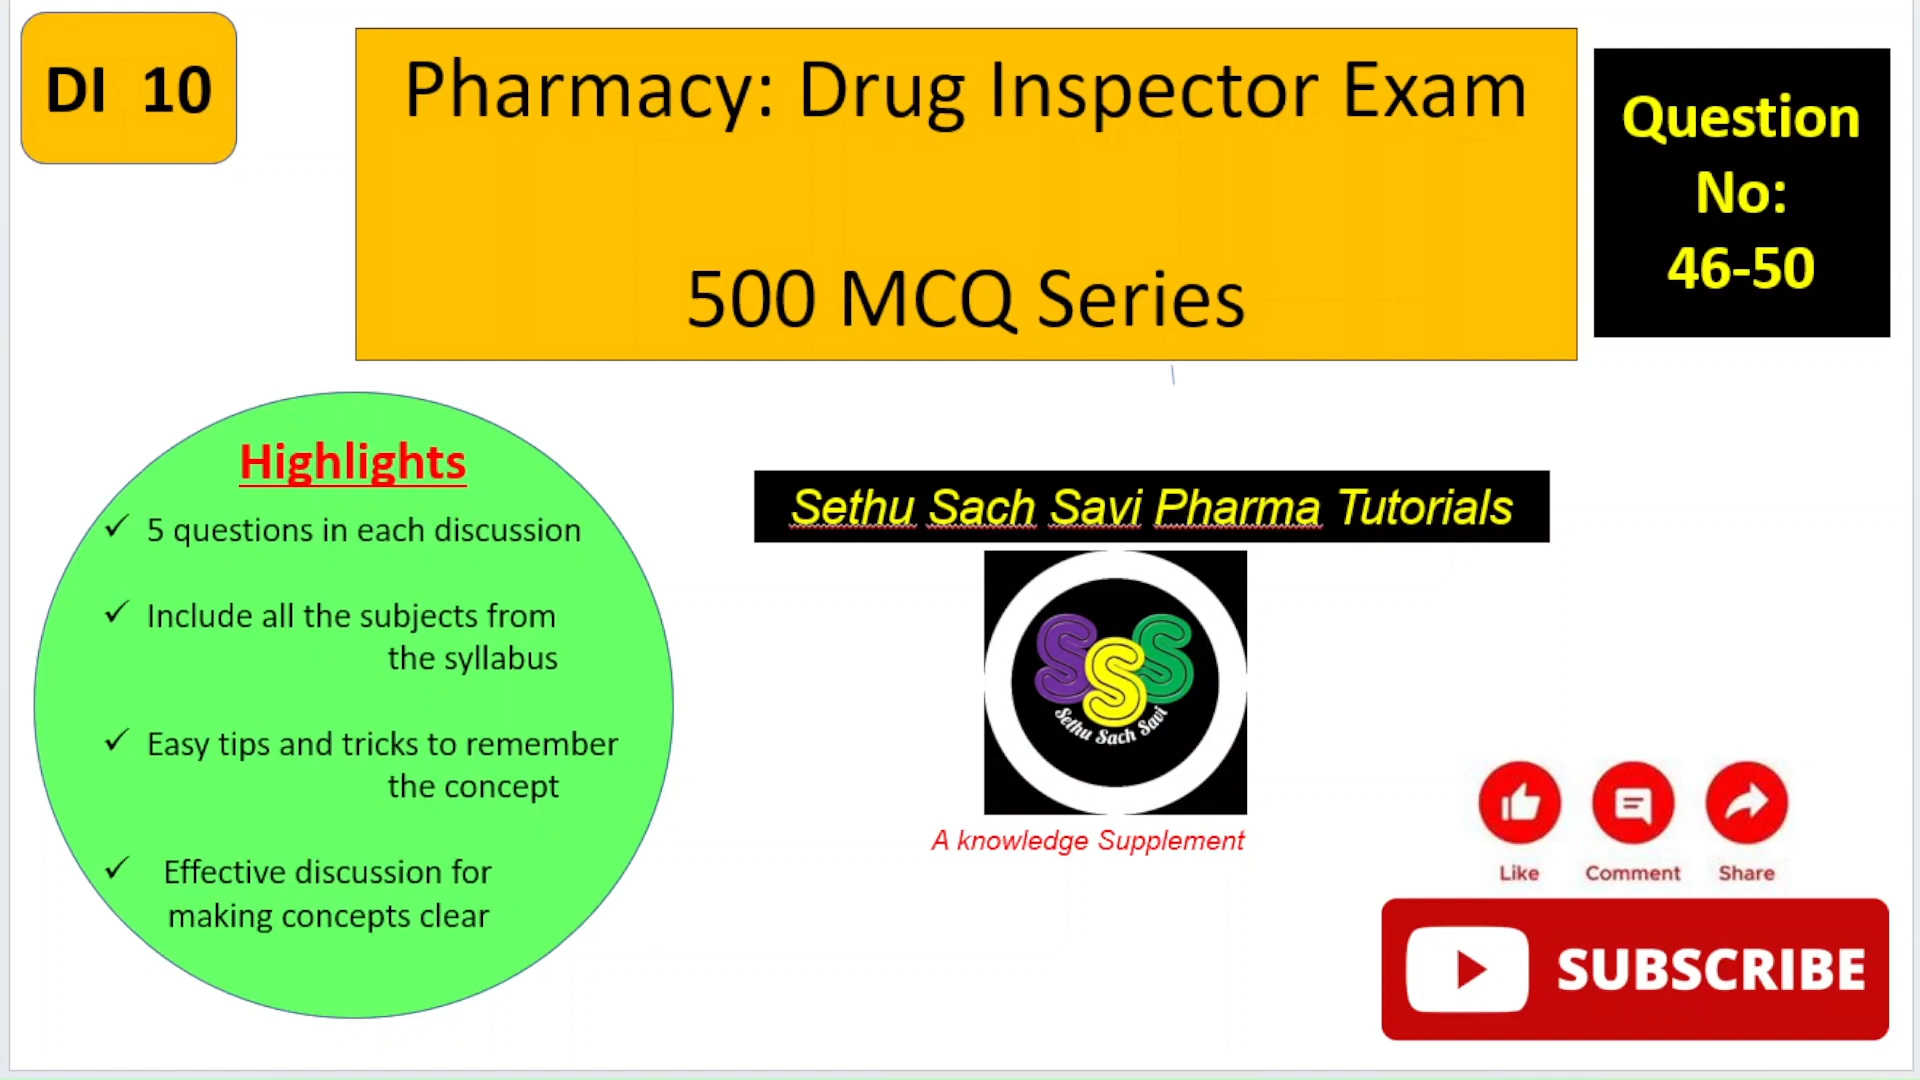 DI 10
Pharmacy: Drug Inspector Exam
500 MCQ Series
Question
No:
46-50
Highlights
✓ 5 questions in each discussion
✓ Include all the subjects from
the syllabus
✓ Easy tips and tricks to remember
the concept
✓ Effective discussion for
making concepts clear
Sethu Sach Savi Pharma Tutorials
SSS
Sethu Sach Savi
A knowledge Supplement
Like Comment Share
SUBSCRIBE